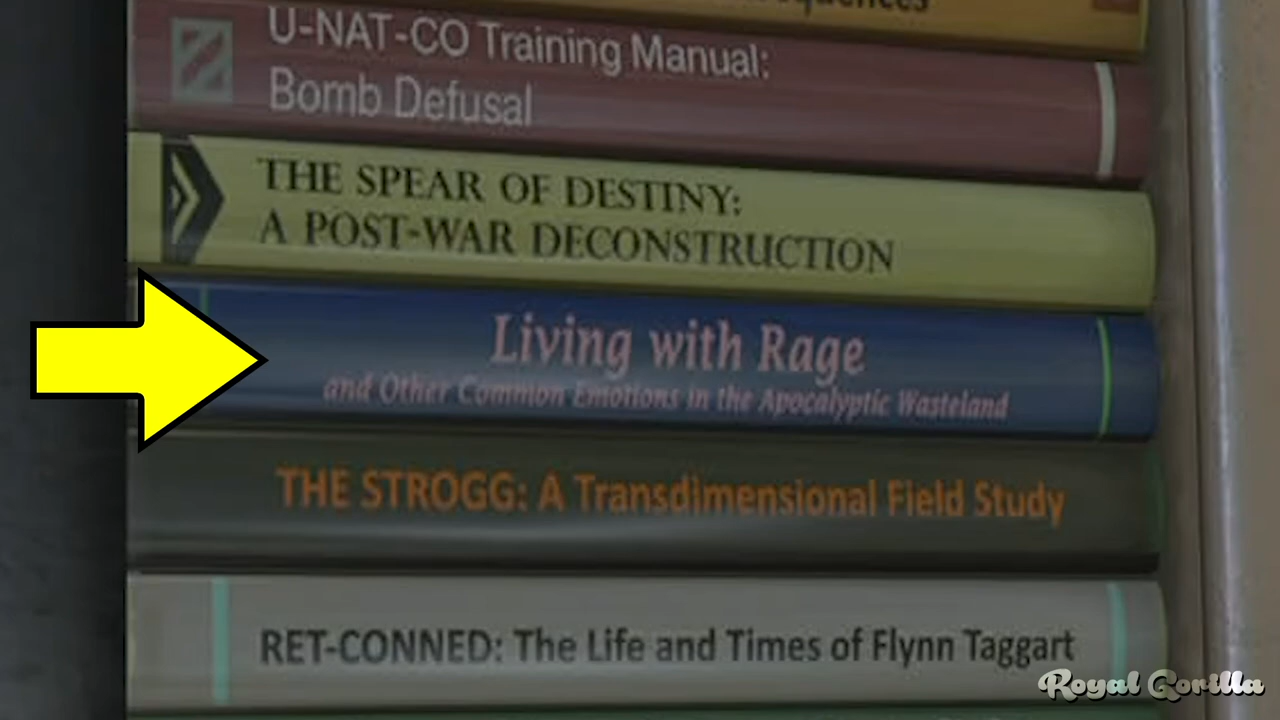 U-NAT-CO Training Manual:
Bomb Defusal
THE SPEAR OF DESTINY:
A POST-WAR DECONSTRUCTION
Living with Rage
and Other Common Emotions in the Apocalyptic Wasteland
THE STROGG: A Transdimensional Field Study
RET-CONNED: The Life and Times of Flynn Taggart
Royal Gorilla